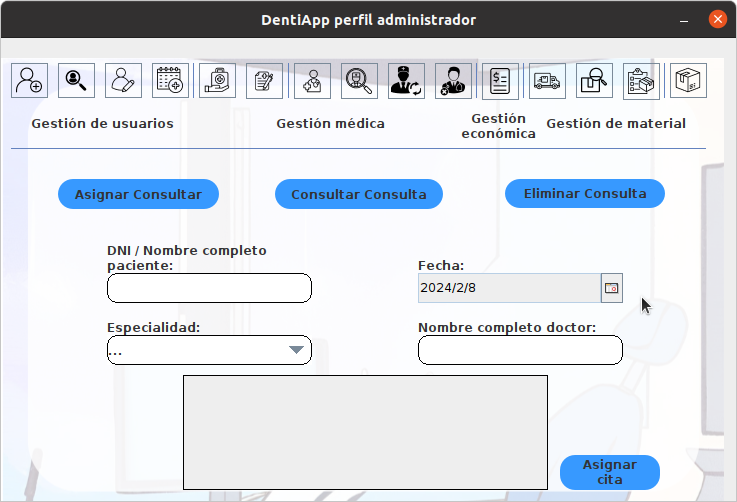 DentiApp perfil administrador
Gestión de usuarios
Gestión médica
Gestión
económica
Gestión de material
Asignar Consultar
Consultar Consulta
Eliminar Consulta
DNI / Nombre completo
paciente:
Fecha:
2024/2/8
Especialidad:
...
Nombre completo doctor:
Asignar
cita